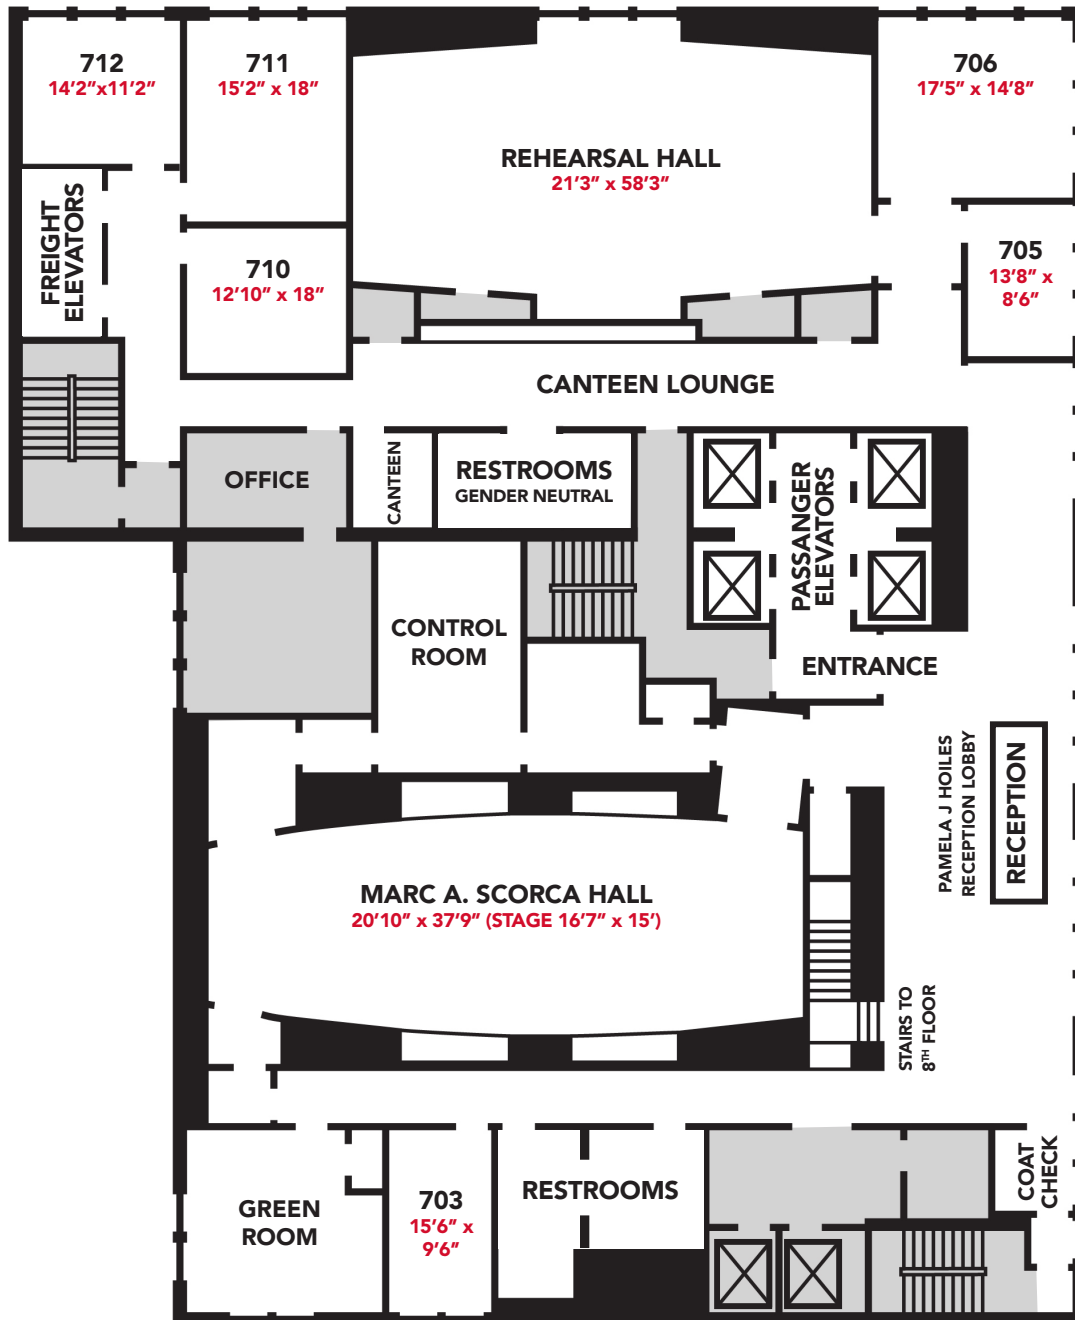 712
14'2"x11'2"
711
15'2" x 18"
706
17'5" x 14'8"
REHEARSAL HALL
21'3" x 58'3"
FREIGHT
ELEVATORS
710
12'10" x 18"
705
13'8" x
8'6"
CANTEEN LOUNGE
OFFICE
CANTEEN
RESTROOMS
GENDER NEUTRAL
PASSANGER
ELEVATORS
CONTROL
ROOM
ENTRANCE
PAMELA J HOILES
RECEPTION LOBBY
RECEPTION
MARC A. SCORCA HALL
20'10" x 37'9" (STAGE 16'7" x 15')
STAIRS TO
8TH FLOOR
GREEN
ROOM
703
15'6" x
9'6"
RESTROOMS
COAT
CHECK